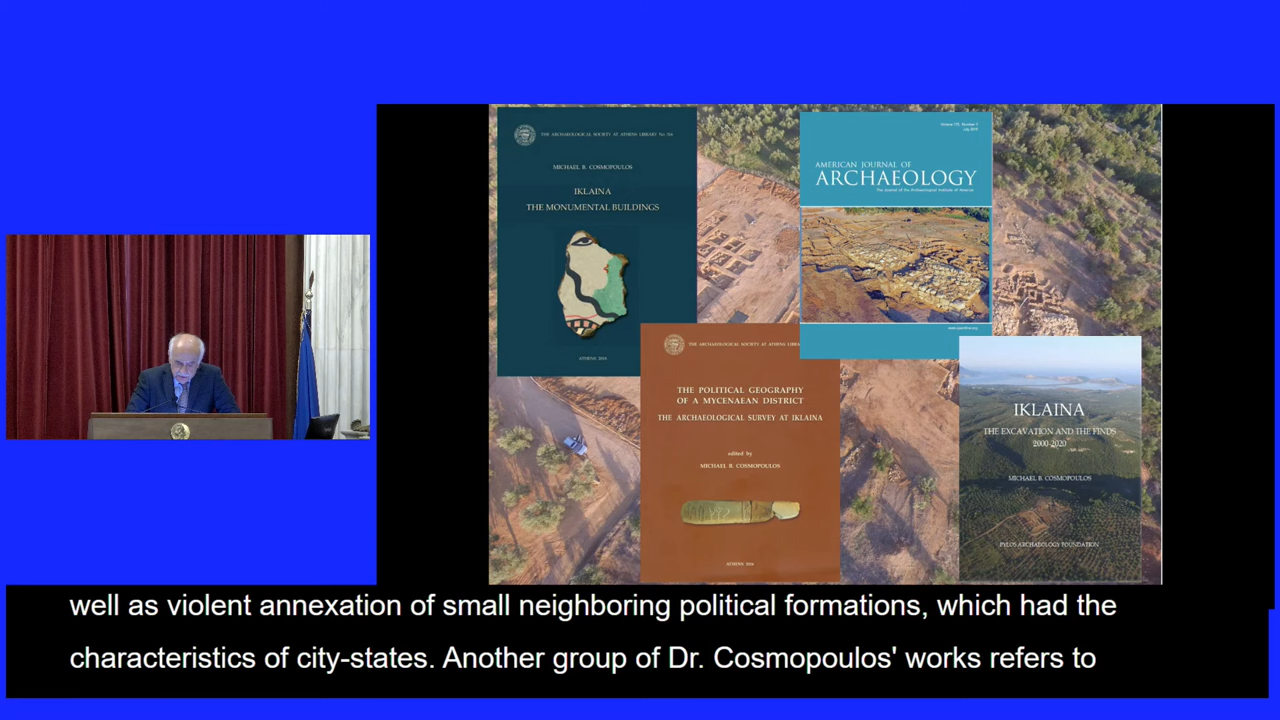 THE ARCHAEOLOGICAL SOCIETY AT ATHENS LIBRARY No
MICHAEL B. COSMOPOULOS
IKLAINA
THE MONUMENTAL BUILDINGS
ATHENS 2018
AMERICAN JOURNAL OF
ARCHAEOLOGY
The Journal of the Archaeological Institute of America
THE ARCHAEOLOGICAL SOCIETY AT ATHENS
THE POLITICAL GEOGRAPHY
OF A MYCENAEAN DISTRICT
THE ARCHAEOLOGICAL SURVEY AT IKLAINA
edited by
MICHAEL B. COSMOPOULOS
ATHENS 2016
IKLAINA
THE EXCAVATION AND THE FINDS
2000-2020
MICHAEL B. COSMOPOULOS
PYLOS ARCHAEOLOGY FOUNDATION
well as violent annexation of small neighboring political formations, which had the
characteristics of city-states. Another group of Dr. Cosmopoulos' works refers to